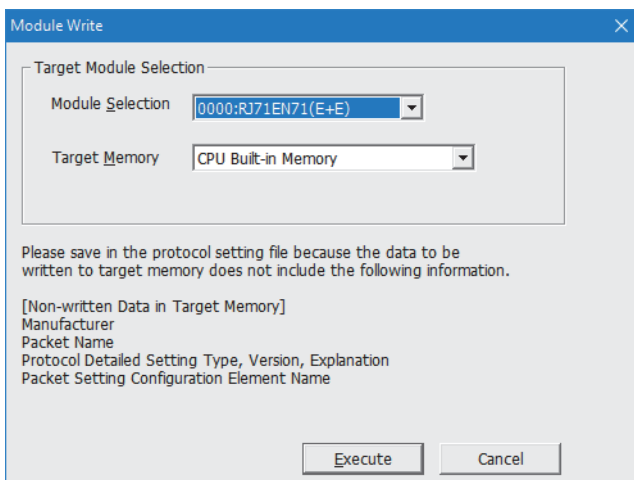 Module Write
Target Module Selection
Module Selection
0000:RJ71EN71(E+E)
Target Memory
CPU Built-in Memory
Please save in the protocol setting file because the data to be
written to target memory does not include the following information.
[Non-written Data in Target Memory]
Manufacturer
Packet Name
Protocol Detailed Setting Type, Version, Explanation
Packet Setting Configuration Element Name
Execute
Cancel